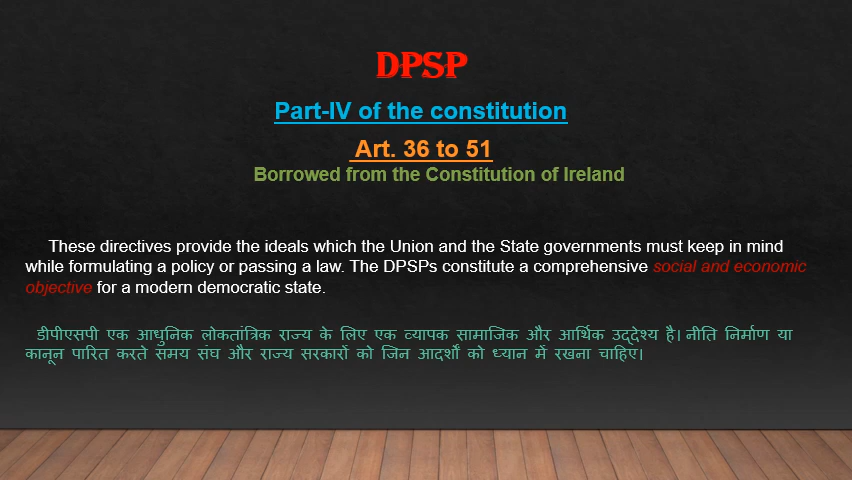 DPSP
Part-IV of the constitution
Art. 36 to 51
Borrowed from the Constitution of Ireland
These directives provide the ideals which the Union and the State governments must keep in mind
while formulating a policy or passing a law. The DPSPs constitute a comprehensive social and economic
objective for a modern democratic state.
डीपीएसपी एक आधुनिक लोकतांत्रिक राज्य के लिए एक व्यापक सामाजिक और आर्थिक उद्देश्य है। नीति निर्माण या
कानून पारित करते समय संघ और राज्य सरकारों को जिन आदर्शों को ध्यान में रखना चाहिए।